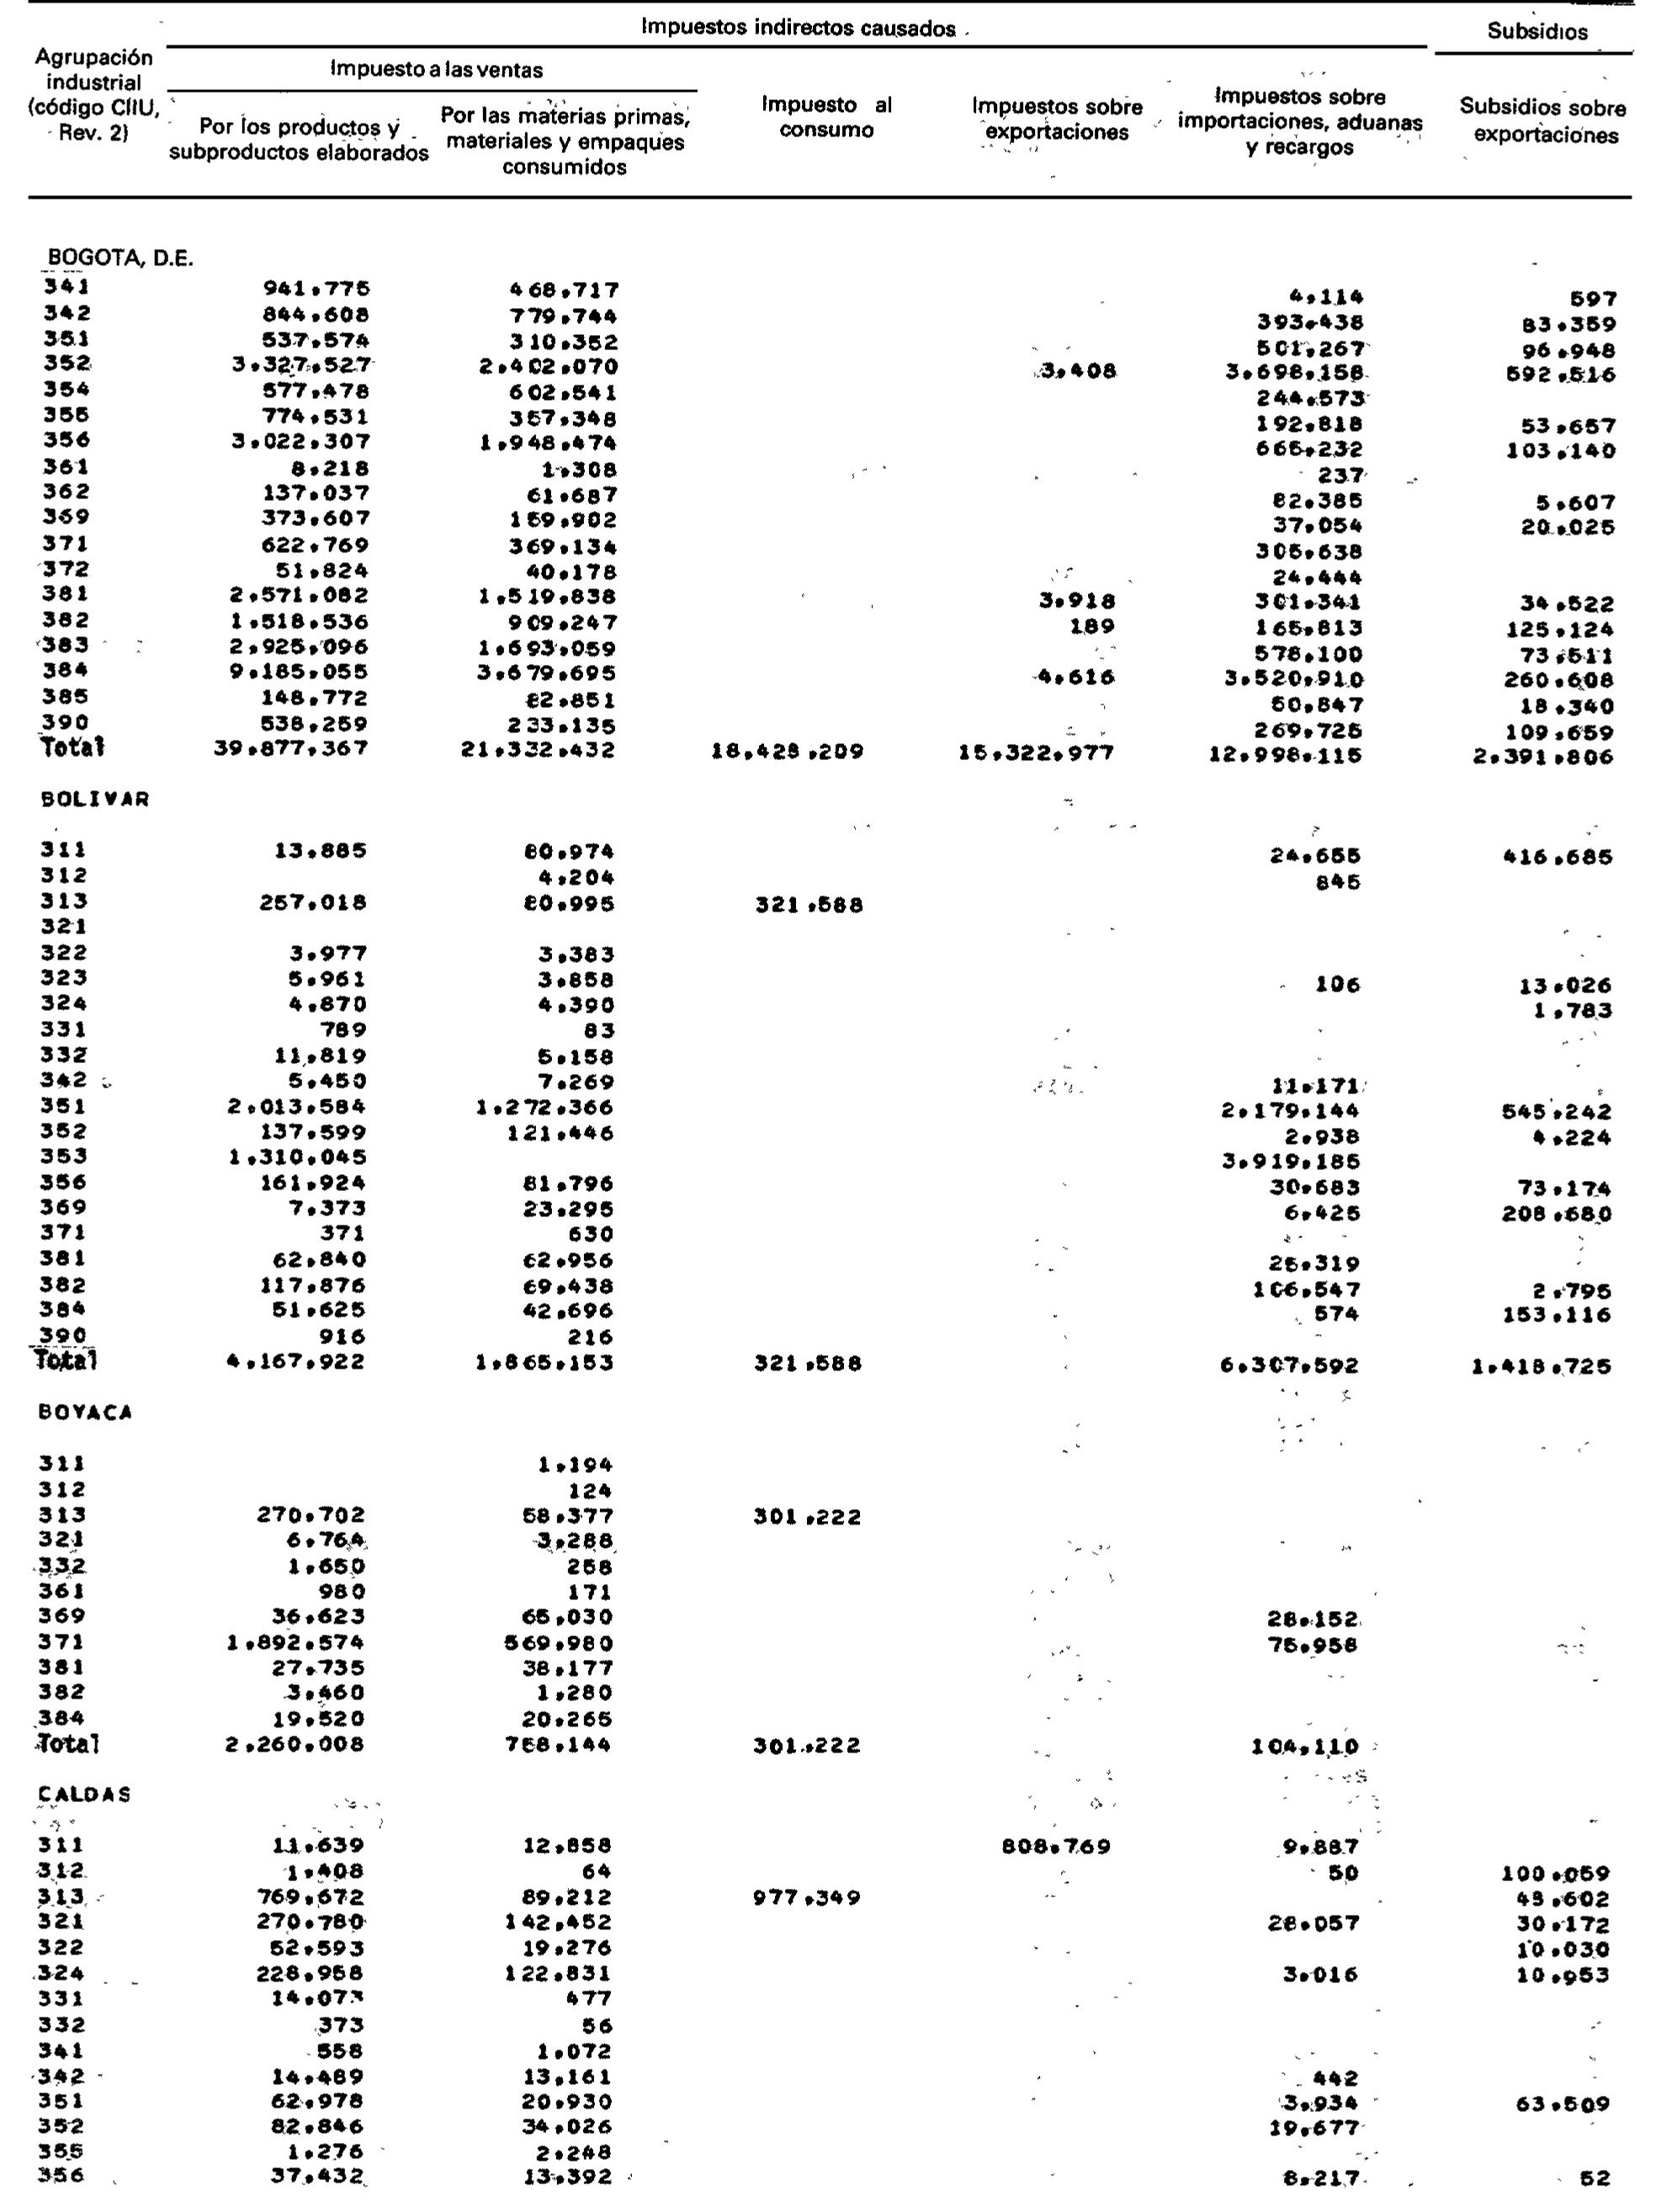 Impuestos indirectos causados Subsidios
Agrupación industrial (código CIIU, Rev. 2) Impuesto a las ventas
Por los productos y subproductos elaborados Por las materias primas, materiales y empaques consumidos Impuesto al consumo Impuestos sobre exportaciones Impuestos sobre importaciones, aduanas y recargos Subsidios sobre exportaciones
BOGOTA, D.E.
341 941.775 468.717 4.114 597
342 844.608 779.744 393.438 83.359
351 537.574 310.352 501.267 96.948
352 3.327.527 2.402.070 3.408 3.698.158 592.516
354 577.478 602.541 244.573
355 774.531 357.348 192.818 53.657
356 3.022.307 1.948.474 665.232 103.140
361 8.218 1.308 237
362 137.037 61.687 82.385 5.607
369 373.607 159.902 37.054 20.025
371 622.769 369.134 305.638
372 51.824 40.178 24.444
381 2.571.082 1.519.838 3.918 301.341 34.522
382 1.518.536 909.247 189 165.813 125.124
383 2.925.096 1.693.059 578.100 73.511
384 9.185.055 3.679.695 4.616 3.520.910 260.608
385 148.772 82.851 50.847 18.340
390 538.259 233.135 269.725 109.659
Total 39.877.367 21.332.432 18.428.209 15.322.977 12.998.115 2.391.806
BOLIVAR
311 13.885 80.974 24.655 416.685
312 4.204 845
313 257.018 80.995 321.588
321
322 3.977 3.383
323 5.961 3.858 106 13.026
324 4.870 4.390 1.783
331 789 83
332 11.819 5.158
342 5.450 7.269 11.171
351 2.013.584 1.272.366 2.179.144 545.242
352 137.599 121.446 2.938 4.224
353 1.310.045 3.919.185
356 161.924 81.796 30.683 73.174
369 7.373 23.295 6.425 208.680
371 371 630
381 62.840 62.956 25.319
382 117.876 69.438 106.547 2.795
384 51.625 42.696 574 153.116
390 916 216
Total 4.167.922 1.865.153 321.588 6.307.592 1.418.725
BOYACA
311 1.194
312 124
313 270.702 58.377 301.222
321 6.764 3.288
332 1.650 258
361 980 171
369 36.623 65.030 28.152
371 1.892.574 569.980 75.958
381 27.735 38.177
382 3.460 1.280
384 19.520 20.265
Total 2.260.008 758.144 301.222 104.110
CALDAS
311 11.639 12.858 808.769 9.887
312 1.408 64 50 100.059
313 769.672 89.212 977.349 48.602
321 270.780 142.452 28.057 30.172
322 52.593 19.276 10.030
324 228.958 122.831 3.016 10.953
331 14.073 477
332 373 56
341 558 1.072
342 14.489 13.161 442
351 62.978 20.930 3.934 63.509
352 82.846 34.026 19.677
355 1.276 2.248
356 37.432 13.392 8.217 52